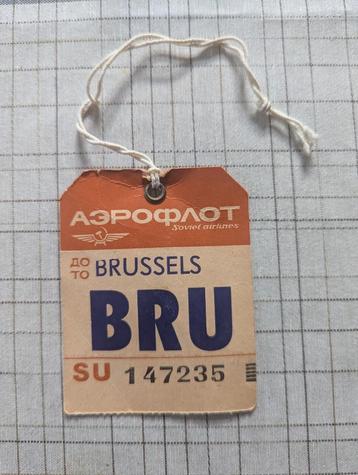 АЭРОФЛОТ
Soviet airlines
ДО
TO BRUSSELS
BRU
SU 147235